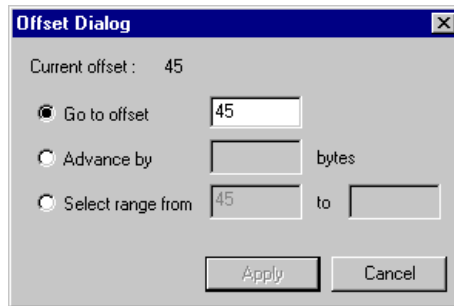 Offset Dialog
Current offset : 45
Go to offset 45
Advance by bytes
Select range from 45 to
Apply Cancel